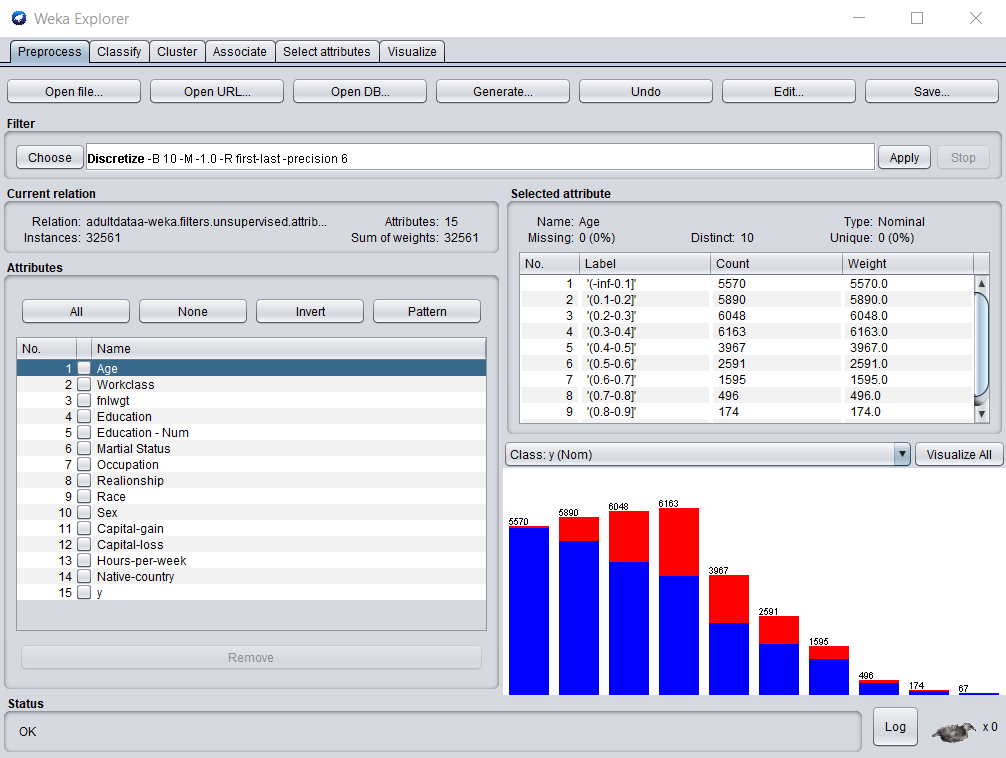 Weka Explorer
Preprocess Classify Cluster Associate Select attributes Visualize
Open file... Open URL... Open DB... Generate... Undo Edit... Save...
Filter
Choose Discretize -B 10 -M -1.0 -R first-last -precision 6 Apply Stop
Current relation
Relation: adultdataa-weka.filters.unsupervised.attrib... Attributes: 15
Instances: 32561 Sum of weights: 32561
Attributes
All None Invert Pattern
No. Name
1 Age
2 Workclass
3 fnlwgt
4 Education
5 Education - Num
6 Martial Status
7 Occupation
8 Realionship
9 Race
10 Sex
11 Capital-gain
12 Capital-loss
13 Hours-per-week
14 Native-country
15 y
Remove
Selected attribute
Name: Age Type: Nominal
Missing: 0 (0%) Distinct: 10 Unique: 0 (0%)
No. Label Count Weight
1 '(-inf-0.1]' 5570 5570.0
2 '(0.1-0.2]' 5890 5890.0
3 '(0.2-0.3]' 6048 6048.0
4 '(0.3-0.4]' 6163 6163.0
5 '(0.4-0.5]' 3967 3967.0
6 '(0.5-0.6]' 2591 2591.0
7 '(0.6-0.7]' 1595 1595.0
8 '(0.7-0.8]' 496 496.0
9 '(0.8-0.9]' 174 174.0
Class: y (Nom) Visualize All
5570 5890 6048 6163 3967 2591 1595 496 174 67
Status
OK Log x 0